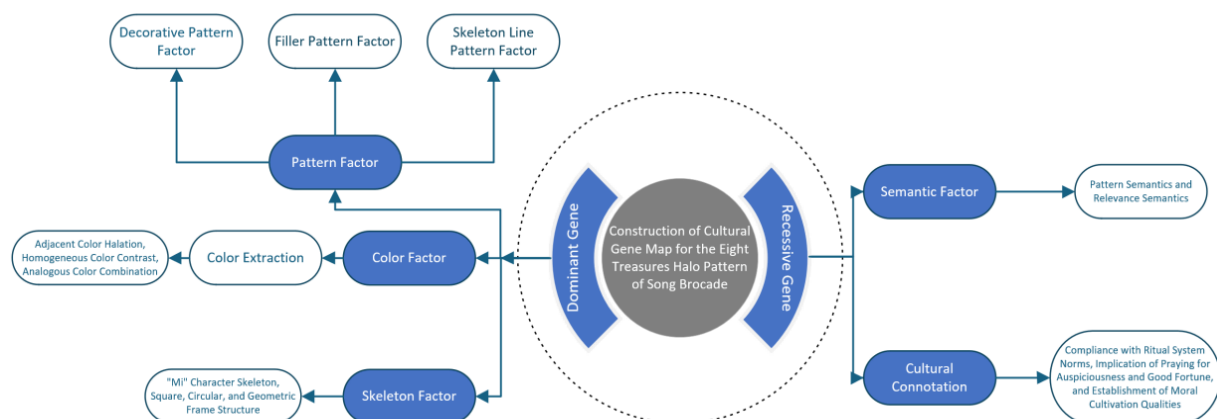 Decorative Pattern
Factor
Filler Pattern Factor
Skeleton Line
Pattern Factor
Pattern Factor
Adjacent Color Halation,
Homogeneous Color Contrast,
Analogous Color Combination
Color Extraction
Color Factor
"Mi" Character Skeleton,
Square, Circular, and Geometric
Frame Structure
Skeleton Factor
Dominant Gene
Construction of Cultural
Gene Map for the Eight
Treasures Halo Pattern
of Song Brocade
Recessive Gene
Semantic Factor
Pattern Semantics and
Relevance Semantics
Cultural
Connotation
Compliance with Ritual System
Norms, Implication of Praying for
Auspiciousness and Good Fortune,
and Establishment of Moral
Cultivation Qualities